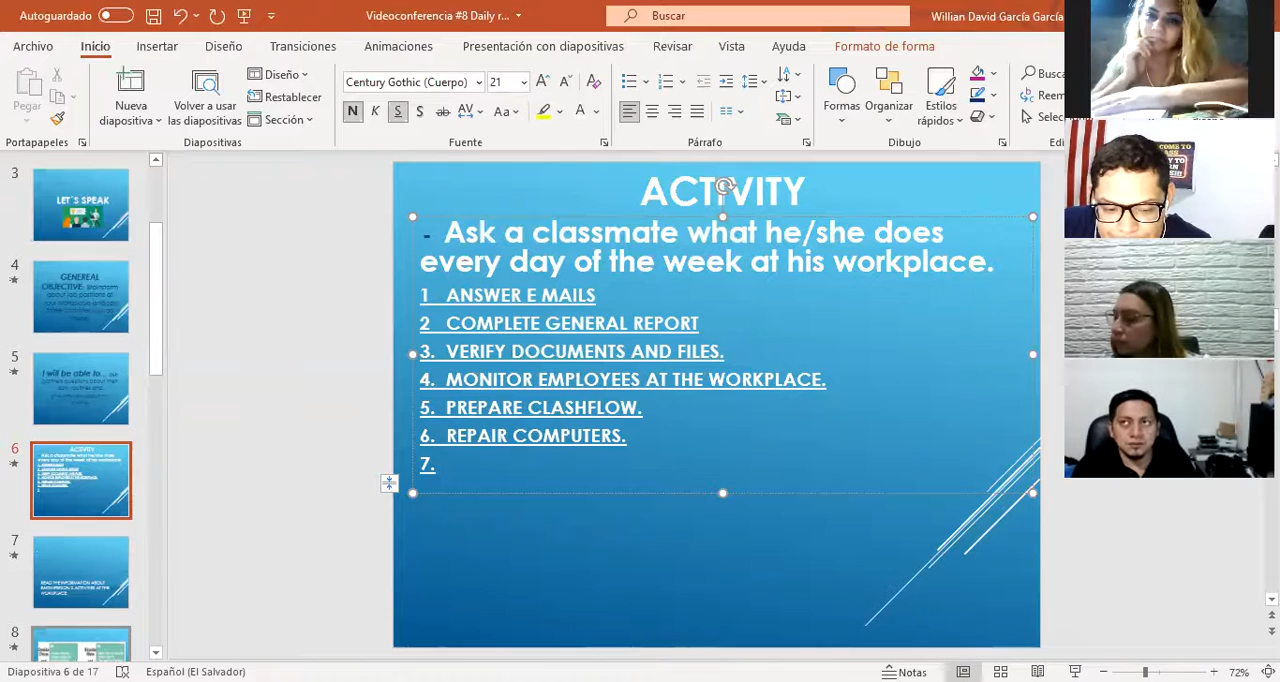 Autoguardado
Videoconferencia #8 Daily r...
Buscar
Willian David García García
Archivo Inicio Insertar Diseño Transiciones Animaciones Presentación con diapositivas Revisar Vista Ayuda Formato de forma
Pegar
Nueva diapositiva
Volver a usar las diapositivas
Diseño
Restablecer
Sección
Century Gothic (Cuerpo) 21
N K S S ab AV Aa A
Formas
Organizar
Estilos rápidos
Busca
Reem
Selec
Portapapeles Diapositivas Fuente Párrafo Dibujo Edi
3
LET´S SPEAK
4
GENEREAL OBJECTIVE:
5
I will be able to...
6
7
READ THE INFORMATION ABOUT
8
ACTIVITY
- Ask a classmate what he/she does
every day of the week at his workplace.
1 ANSWER E MAILS
2 COMPLETE GENERAL REPORT
3. VERIFY DOCUMENTS AND FILES.
4. MONITOR EMPLOYEES AT THE WORKPLACE.
5. PREPARE CLASHFLOW.
6. REPAIR COMPUTERS.
7.
Diapositiva 6 de 17
Español (El Salvador)
Notas
72%